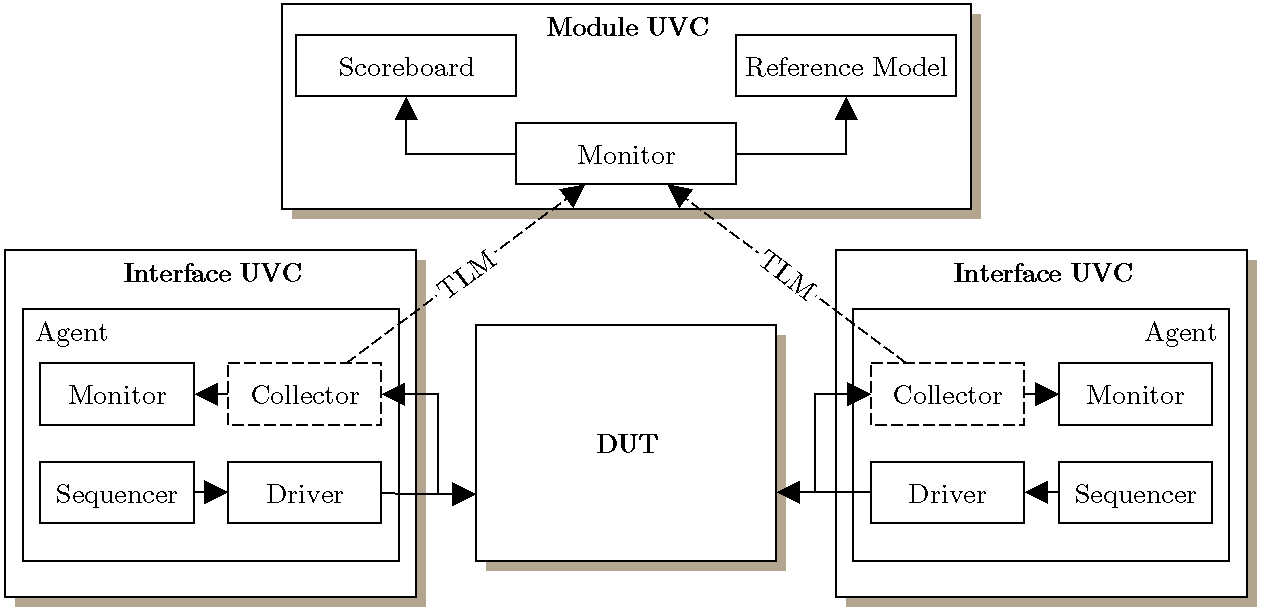 Module UVC
Scoreboard
Reference Model
Monitor
TLM
TLM
Interface UVC
Agent
Monitor
Collector
Sequencer
Driver
DUT
Interface UVC
Agent
Collector
Monitor
Driver
Sequencer